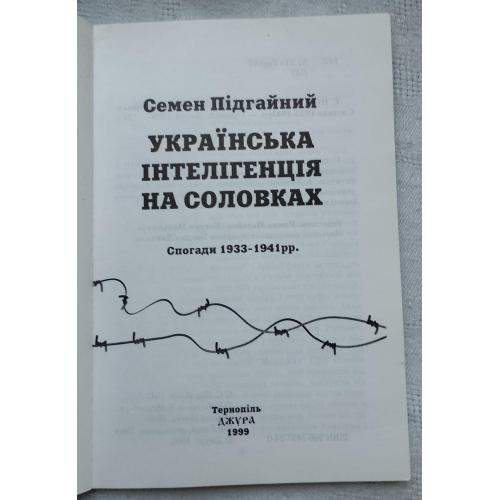 Семен Підгайний
УКРАЇНСЬКА
ІНТЕЛІГЕНЦІЯ
НА СОЛОВКАХ
Спогади 1933-1941рр.
Тернопіль
ДЖУРА
1999